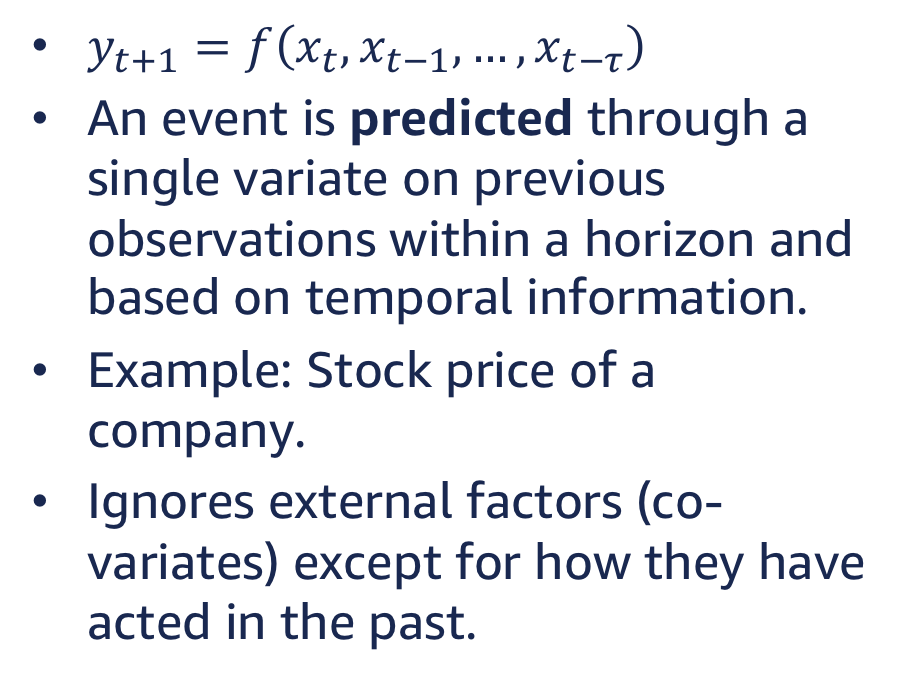 • y_{t+1} = f(x_t, x_{t−1}, … , x_{t−τ})
• An event is predicted through a
single variate on previous
observations within a horizon and
based on temporal information.
• Example: Stock price of a
company.
• Ignores external factors (co-
variates) except for how they have
acted in the past.